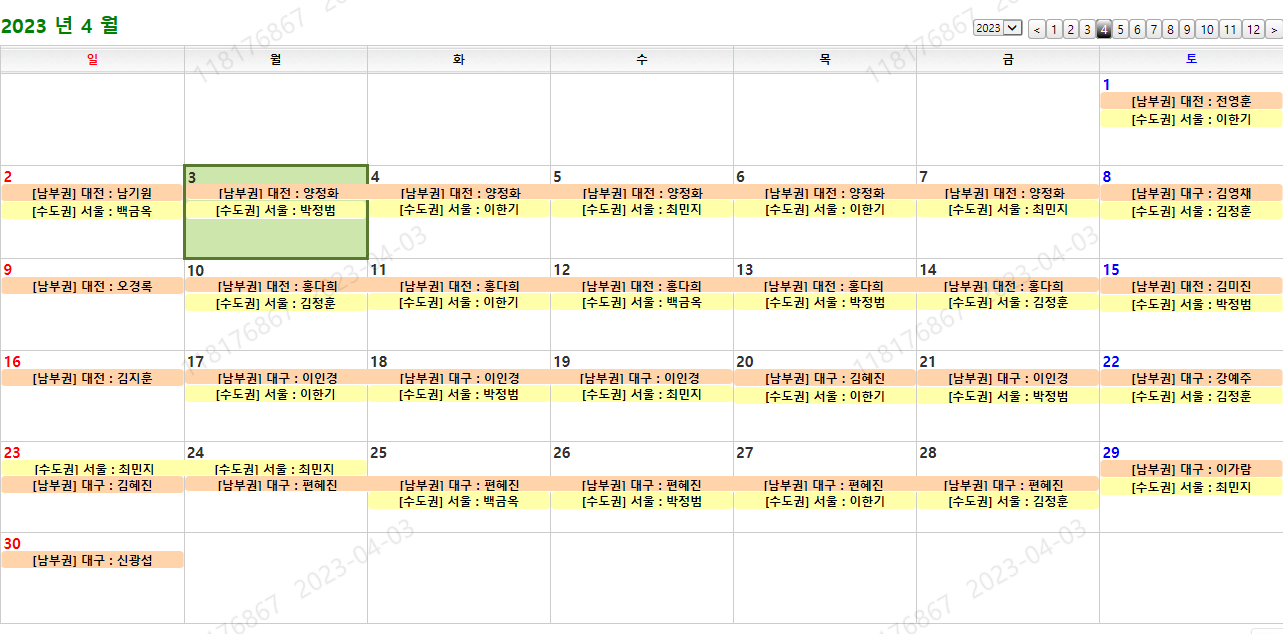 2023 년 4 월
2023 < 1 2 3 4 5 6 7 8 9 10 11 12 >
일 월 화 수 목 금 토
1
[남부권] 대전 : 전영훈
[수도권] 서울 : 이한기
2 3 4 5 6 7 8
[남부권] 대전 : 남기원 [남부권] 대전 : 양정화 [남부권] 대전 : 양정화 [남부권] 대전 : 양정화 [남부권] 대전 : 양정화 [남부권] 대전 : 양정화 [남부권] 대구 : 김영채
[수도권] 서울 : 백금옥 [수도권] 서울 : 박정범 [수도권] 서울 : 이한기 [수도권] 서울 : 최민지 [수도권] 서울 : 이한기 [수도권] 서울 : 최민지 [수도권] 서울 : 김정훈
9 10 11 12 13 14 15
[남부권] 대전 : 오경록 [남부권] 대전 : 홍다희 [남부권] 대전 : 홍다희 [남부권] 대전 : 홍다희 [남부권] 대전 : 홍다희 [남부권] 대전 : 홍다희 [남부권] 대전 : 김미진
[수도권] 서울 : 김정훈 [수도권] 서울 : 이한기 [수도권] 서울 : 백금옥 [수도권] 서울 : 박정범 [수도권] 서울 : 김정훈 [수도권] 서울 : 박정범
16 17 18 19 20 21 22
[남부권] 대전 : 김지훈 [남부권] 대구 : 이인경 [남부권] 대구 : 이인경 [남부권] 대구 : 이인경 [남부권] 대구 : 김혜진 [남부권] 대구 : 이인경 [남부권] 대구 : 강예주
[수도권] 서울 : 이한기 [수도권] 서울 : 박정범 [수도권] 서울 : 최민지 [수도권] 서울 : 이한기 [수도권] 서울 : 박정범 [수도권] 서울 : 김정훈
23 24 25 26 27 28 29
[수도권] 서울 : 최민지 [수도권] 서울 : 최민지 [남부권] 대구 : 이가람
[남부권] 대구 : 김혜진 [남부권] 대구 : 편혜진 [남부권] 대구 : 편혜진 [남부권] 대구 : 편혜진 [남부권] 대구 : 편혜진 [남부권] 대구 : 편혜진 [수도권] 서울 : 최민지
[수도권] 서울 : 백금옥 [수도권] 서울 : 박정범 [수도권] 서울 : 이한기 [수도권] 서울 : 김정훈
30
[남부권] 대구 : 신광섭
118176867
118176867
2023-04-03
2023-04-03
118176867
118176867
2023-04-03
2023-04-03